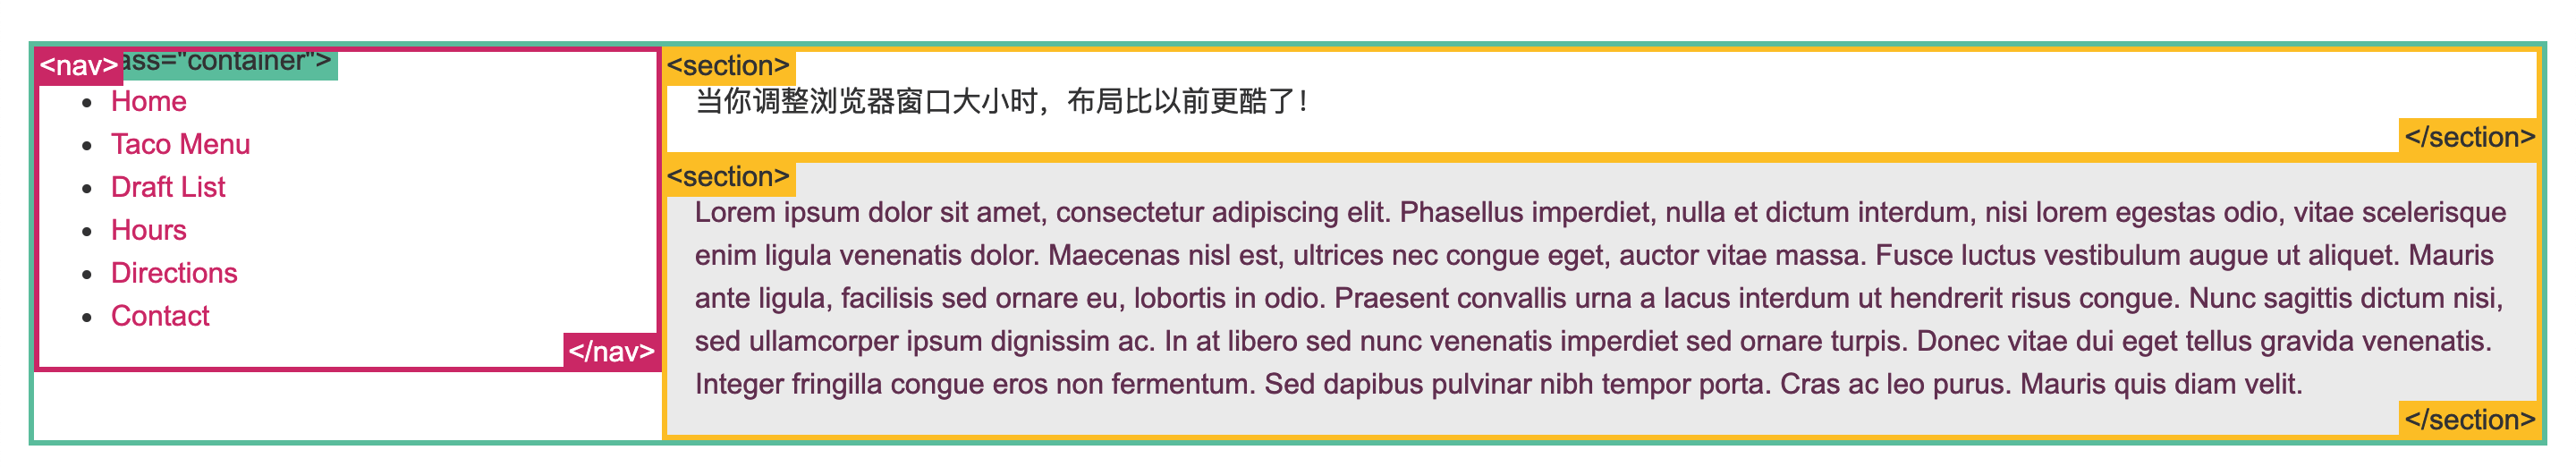 <nav>
ass="container">
Home
Taco Menu
Draft List
Hours
Directions
Contact
</nav>
<section>
当你调整浏览器窗口大小时，布局比以前更酷了！
</section>
<section>
Lorem ipsum dolor sit amet, consectetur adipiscing elit. Phasellus imperdiet, nulla et dictum interdum, nisi lorem egestas odio, vitae scelerisque
enim ligula venenatis dolor. Maecenas nisl est, ultrices nec congue eget, auctor vitae massa. Fusce luctus vestibulum augue ut aliquet. Mauris
ante ligula, facilisis sed ornare eu, lobortis in odio. Praesent convallis urna a lacus interdum ut hendrerit risus congue. Nunc sagittis dictum nisi,
sed ullamcorper ipsum dignissim ac. In at libero sed nunc venenatis imperdiet sed ornare turpis. Donec vitae dui eget tellus gravida venenatis.
Integer fringilla congue eros non fermentum. Sed dapibus pulvinar nibh tempor porta. Cras ac leo purus. Mauris quis diam velit.
</section>